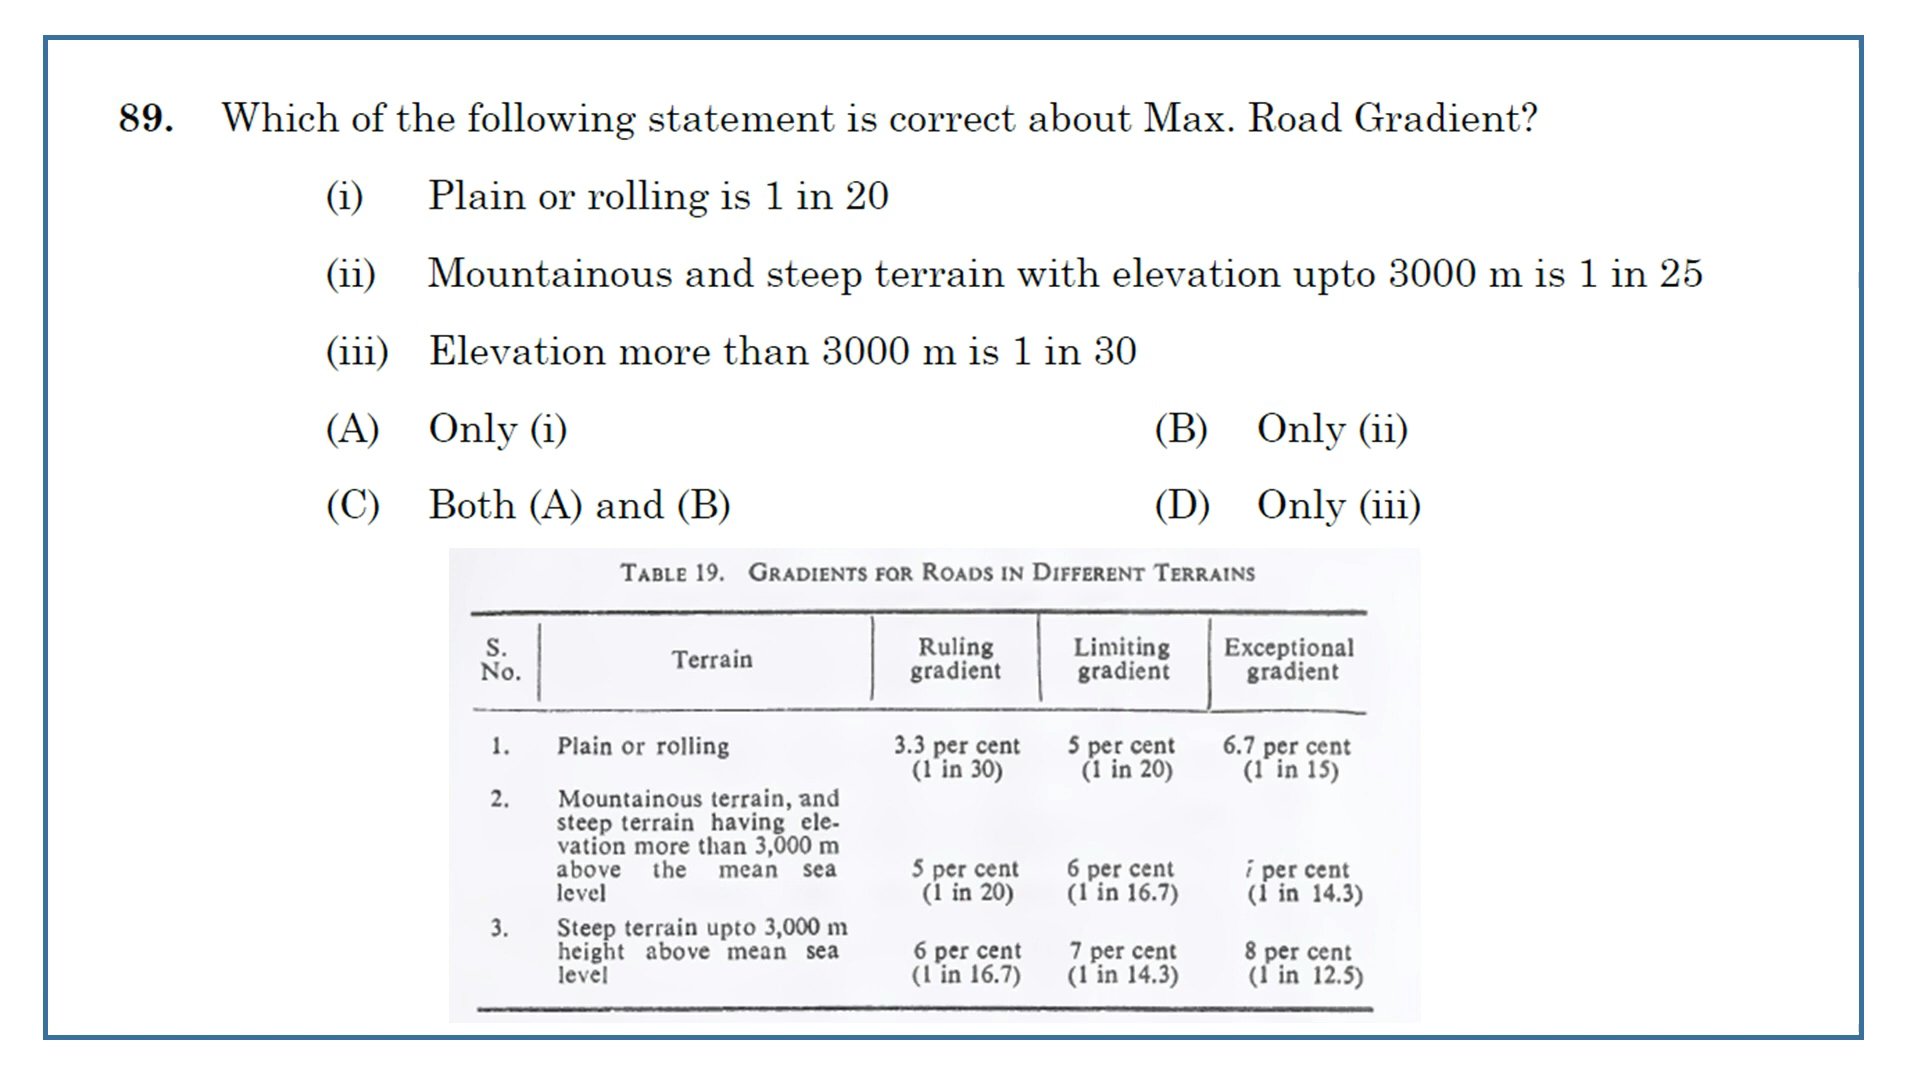 89. Which of the following statement is correct about Max. Road Gradient?
(i) Plain or rolling is 1 in 20
(ii) Mountainous and steep terrain with elevation upto 3000 m is 1 in 25
(iii) Elevation more than 3000 m is 1 in 30
(A) Only (i) (B) Only (ii)
(C) Both (A) and (B) (D) Only (iii)
TABLE 19. GRADIENTS FOR ROADS IN DIFFERENT TERRAINS
S. No. Terrain Ruling gradient Limiting gradient Exceptional gradient
1. Plain or rolling 3.3 per cent 5 per cent 6.7 per cent
(1 in 30) (1 in 20) (1 in 15)
2. Mountainous terrain, and
steep terrain having ele-
vation more than 3,000 m
above the mean sea 5 per cent 6 per cent per cent
level (1 in 20) (1 in 16.7) (1 in 14.3)
3. Steep terrain upto 3,000 m
height above mean sea 6 per cent 7 per cent 8 per cent
level (1 in 16.7) (1 in 14.3) (1 in 12.5)